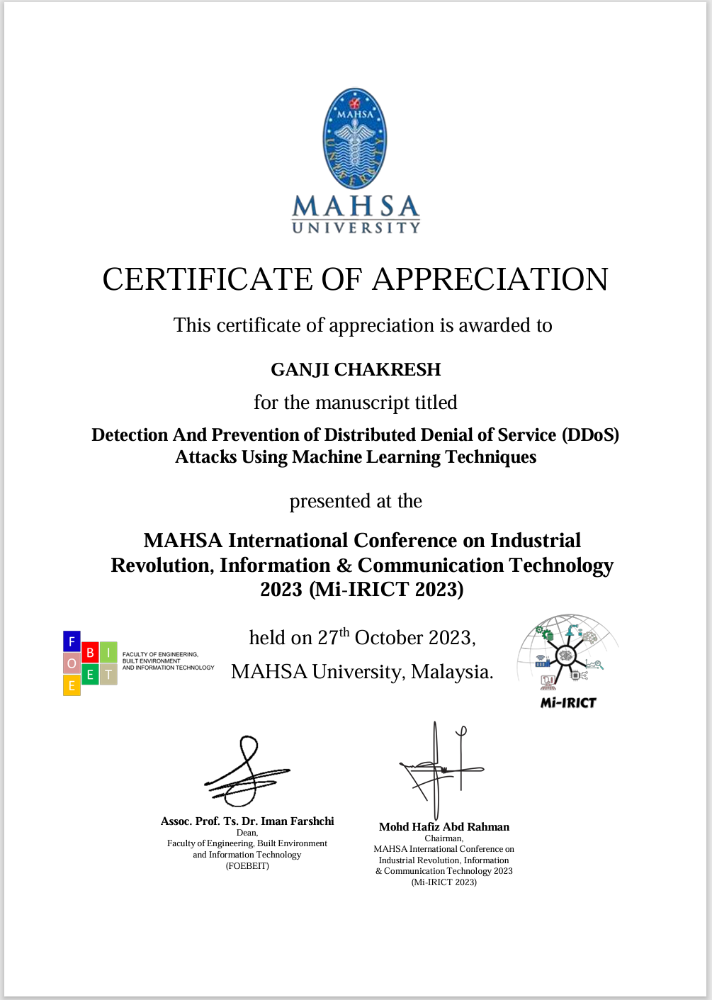 MAHSA
UNIVERSITY
MAHSA
UNIVERSITY
CERTIFICATE OF APPRECIATION
This certificate of appreciation is awarded to
GANJI CHAKRESH
for the manuscript titled
Detection And Prevention of Distributed Denial of Service (DDoS)
Attacks Using Machine Learning Techniques
presented at the
MAHSA International Conference on Industrial
Revolution, Information & Communication Technology
2023 (Mi-IRICT 2023)
held on 27th October 2023,
MAHSA University, Malaysia.
F
B I
O
E T
E
FACULTY OF ENGINEERING,
BUILT ENVIRONMENT
AND INFORMATION TECHNOLOGY
Mi-IRICT
Assoc. Prof. Ts. Dr. Iman Farshchi
Dean,
Faculty of Engineering, Built Environment
and Information Technology
(FOEBEIT)
Mohd Hafiz Abd Rahman
Chairman,
MAHSA International Conference on
Industrial Revolution, Information
& Communication Technology 2023
(Mi-IRICT 2023)